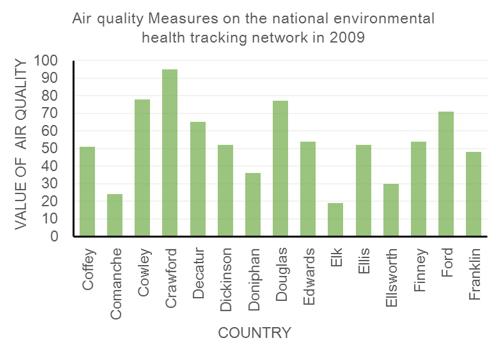 Air quality Measures on the national environmental
health tracking network in 2009
VALUE OF AIR QUALITY
100
90
80
70
60
50
40
30
20
10
0
Coffey
Comanche
Cowley
Crawford
Decatur
Dickinson
Doniphan
Douglas
Edwards
Elk
Ellis
Ellsworth
Finney
Ford
Franklin
COUNTRY